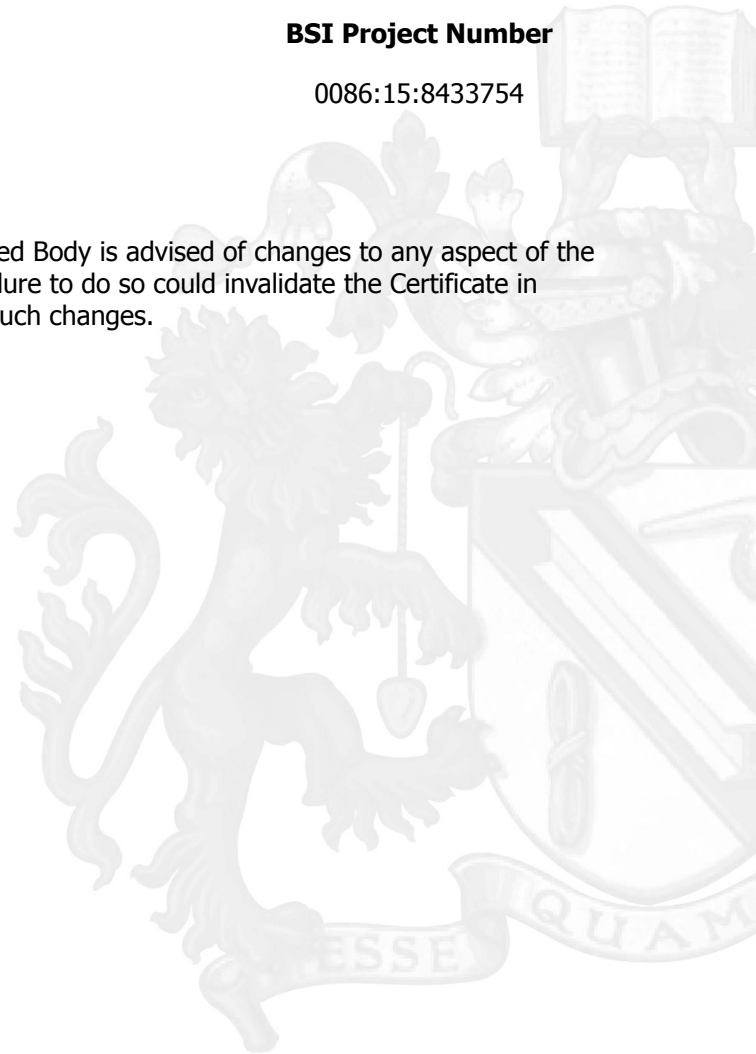 BSI Project Number
0086:15:8433754
ed Body is advised of changes to any aspect of the
lure to do so could invalidate the Certificate in
uch changes.
ESSE
QUAM